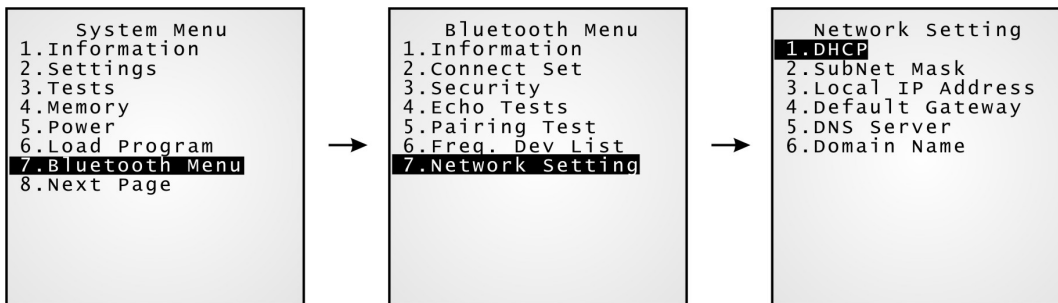 System Menu
1.Information
2.Settings
3.Tests
4.Memory
5.Power
6.Load Program
7.Bluetooth Menu
8.Next Page
Bluetooth Menu
1.Information
2.Connect Set
3.Security
4.Echo Tests
5.Pairing Test
6.Freq. Dev List
7.Network Setting
Network Setting
1.DHCP
2.SubNet Mask
3.Local IP Address
4.Default Gateway
5.DNS Server
6.Domain Name